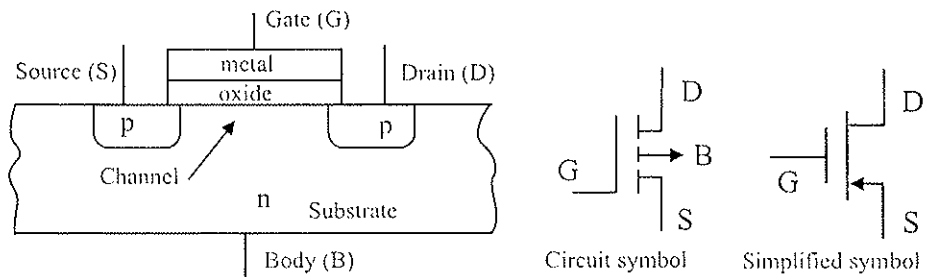 Gate (G)
Source (S)
metal
Drain (D)
oxide
p
p
Channel
n
Substrate
Body (B)
D
B
G
S
Circuit symbol
D
G
S
Simplified symbol